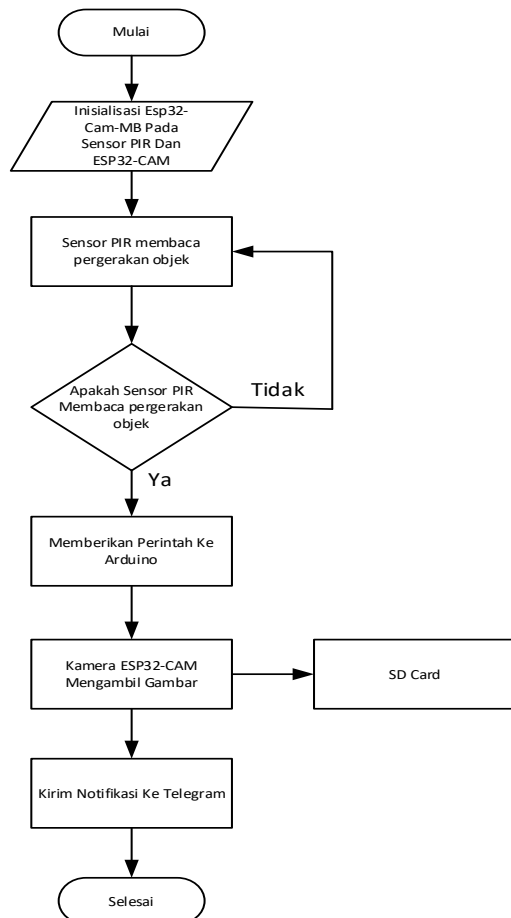 Mulai
Inisialisasi Esp32-
Cam-MB Pada
Sensor PIR Dan
ESP32-CAM
Sensor PIR membaca
pergerakan objek
Apakah Sensor PIR
Membaca pergerakan
objek
Tidak
Ya
Memberikan Perintah Ke
Arduino
Kamera ESP32-CAM
Mengambil Gambar
SD Card
Kirim Notifikasi Ke Telegram
Selesai